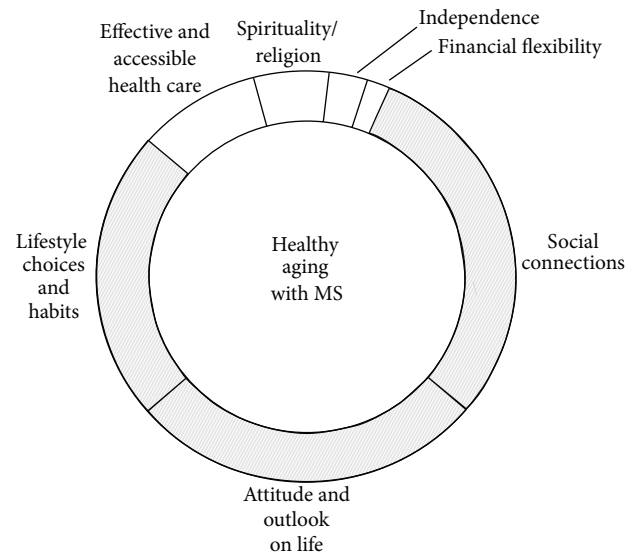 Independence
Financial flexibility
Spirituality/
religion
Effective and
accessible
health care
Lifestyle
choices
and
habits
Healthy
aging
with MS
Social
connections
Attitude and
outlook
on life